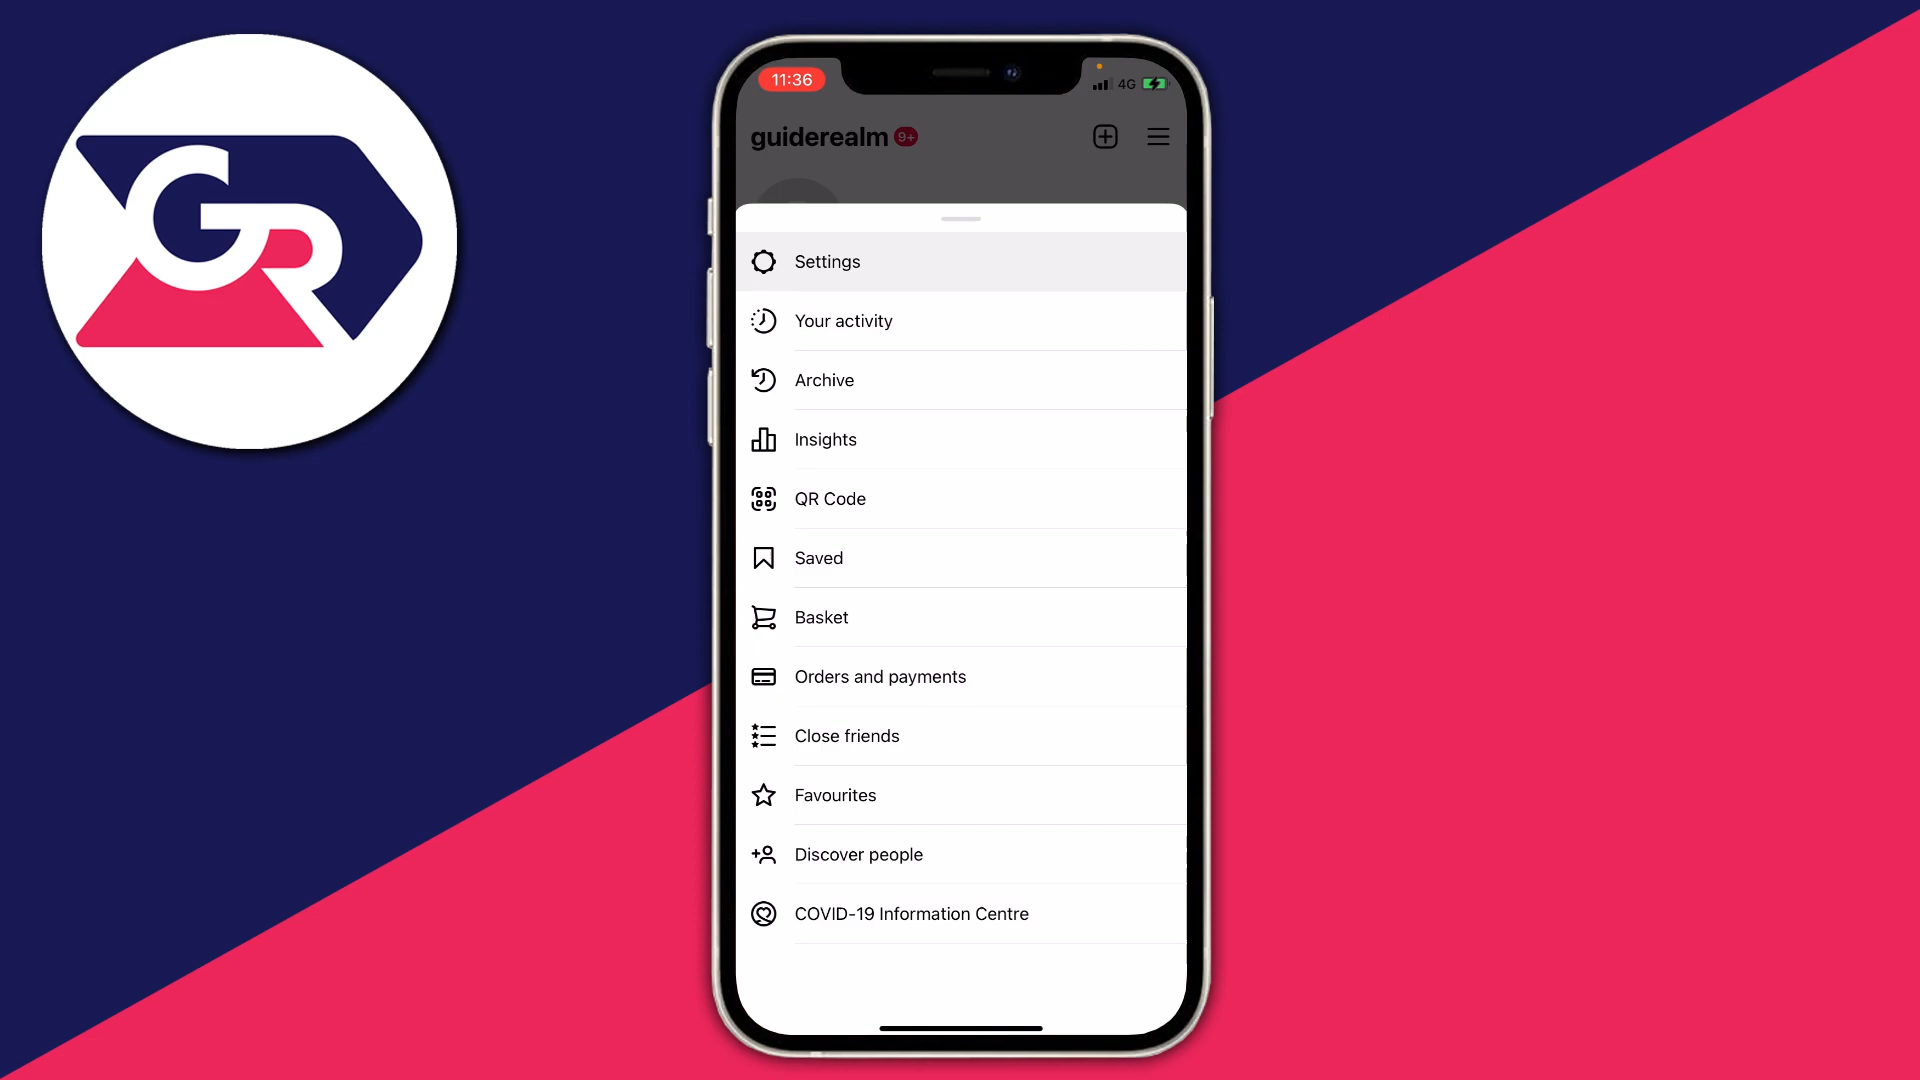 GR
11:36
4G
guiderealm 9+
Settings
Your activity
Archive
Insights
QR Code
Saved
Basket
Orders and payments
Close friends
Favourites
Discover people
COVID-19 Information Centre